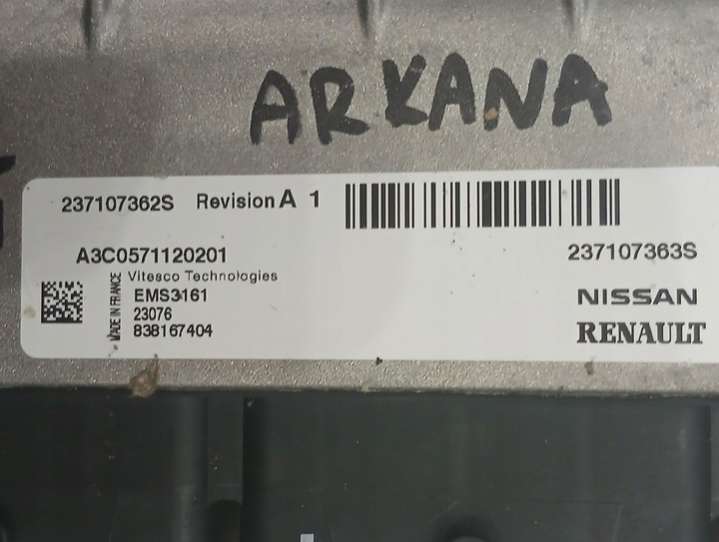 ARKANA
237107362S Revision A 1
A3C0571120201
237107363S
Vitesco Technologies
MADE IN FRANCE
EMS3161
NISSAN
23076
838167404
RENAULT